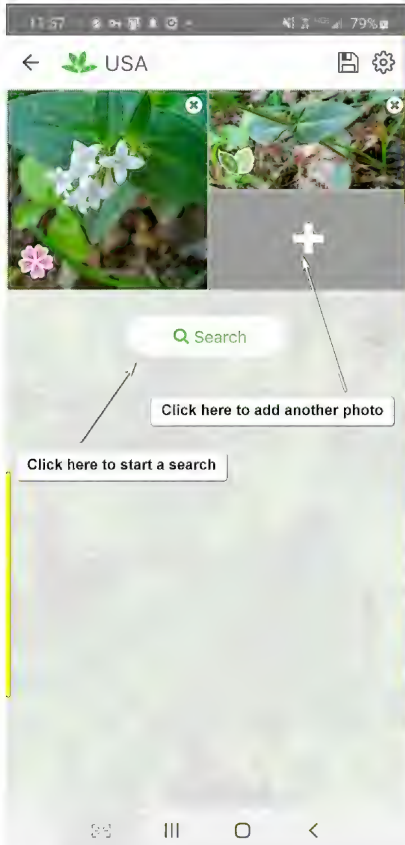 79%
USA
Search
Click here to add another photo
Click here to start a search